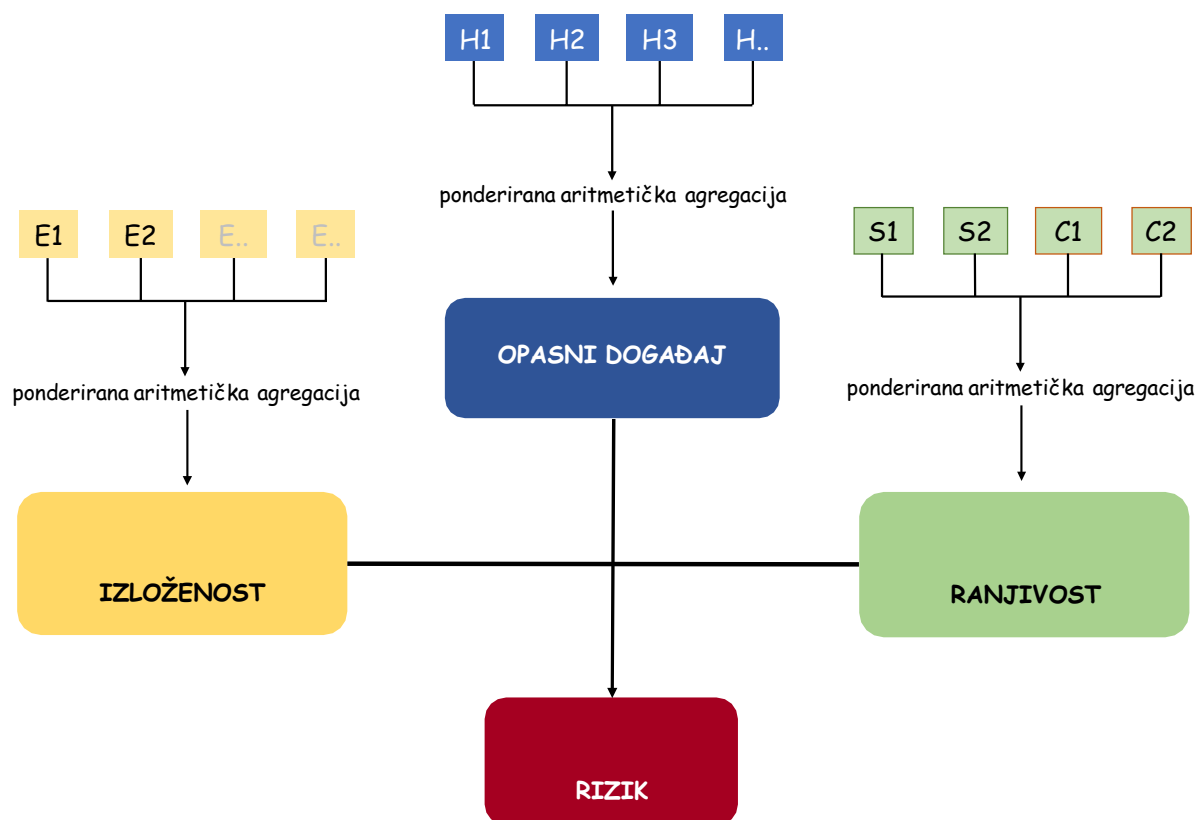 H1 H2 H3 H..
ponderirana aritmetička agregacija
E1 E2 E.. E..
S1 S2 C1 C2
OPASNI DOGAĐAJ
ponderirana aritmetička agregacija
ponderirana aritmetička agregacija
IZLOŽENOST
RANJIVOST
RIZIK